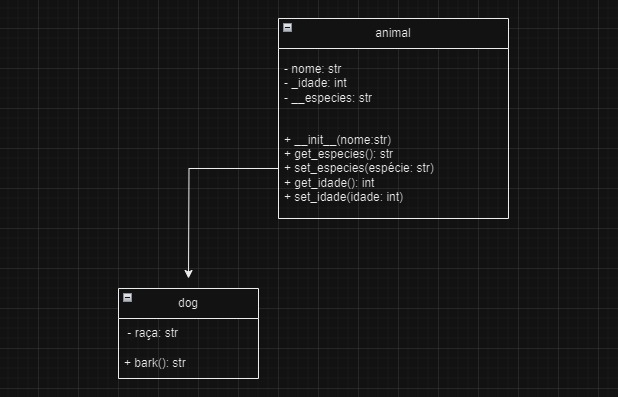 animal
- nome: str
- _idade: int
- __especies: str
+ __init__(nome:str)
+ get_especies(): str
+ set_especies(espécie: str)
+ get_idade(): int
+ set_idade(idade: int)
dog
- raça: str
+ bark(): str